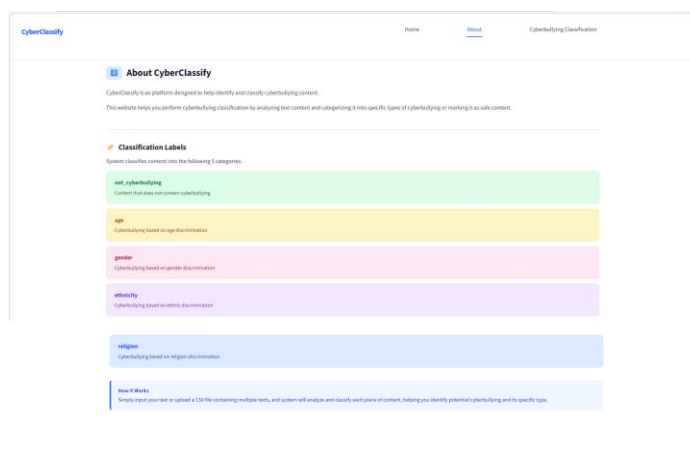 CyberClassify
Home
About
Cyberbullying Classification
About CyberClassify
CyberClassify is an platform designed to help identify and classify cyberbullying content.
This website helps you perform cyberbullying classification by analyzing text content and categorizing it into specific types of cyberbullying or marking it as safe content.
Classification Labels
System classifies content into the following 5 categories:
not_cyberbullying
Content that does not contain cyberbullying
age
Cyberbullying based on age discrimination
gender
Cyberbullying based on gender discrimination
ethnicity
Cyberbullying based on ethnic discrimination
religion
Cyberbullying based on religion discrimination
How It Works
Simply input your text or upload a CSV file containing multiple texts, and system will analyze and classify each piece of content, helping you identify potential cyberbullying and its specific type.